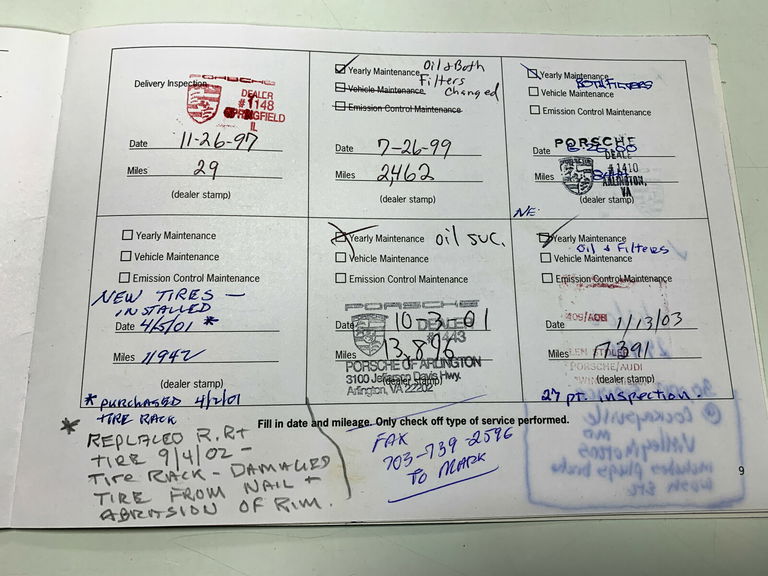 Delivery Inspection
PORSCHE
DEALER
#1148
SPRINGFIELD
IL
Date 11-26-97
Miles 29
(dealer stamp)
Yearly Maintenance Oil & Both
Filters
Changed
Vehicle Maintenance
Emission Control Maintenance
Date 7-26-99
Miles 2,462
(dealer stamp)
Yearly Maintenance
Both Filters
Vehicle Maintenance
Emission Control Maintenance
PORSCHE
Date
DEALE
#1410
Miles
ARLINGTON,
VA
(dealer stamp)
NE
Yearly Maintenance
Vehicle Maintenance
Emission Control Maintenance
NEW TIRES —
INSTALLED
Date 4/5/01 *
Miles 11942
(dealer stamp)
* PURCHASED 4/2/01
TIRE RACK
Yearly Maintenance oil svc.
Vehicle Maintenance
Emission Control Maintenance
PORSCHE
Date 10-3-01
DEALER
#1443
Miles 13,896
PORSCHE OF ARLINGTON
3100 Jefferson Davis Hwy.
(dealer stamp)
Arlington, VA 22202
Yearly Maintenance
Oil & Filters
Vehicle Maintenance
Emission Control Maintenance
Date 1/13/03
Miles 17391
PORSCHE/AUDI
(dealer stamp)
27 pt. inspection.
Fill in date and mileage. Only check off type of service performed.
* REPLACED R.RT
TIRE 9/4/02 —
TIRE RACK - DAMAGED
TIRE FROM NAIL +
ABRASION OF RIM.
FAX
703-739-2596
TO MARK
9